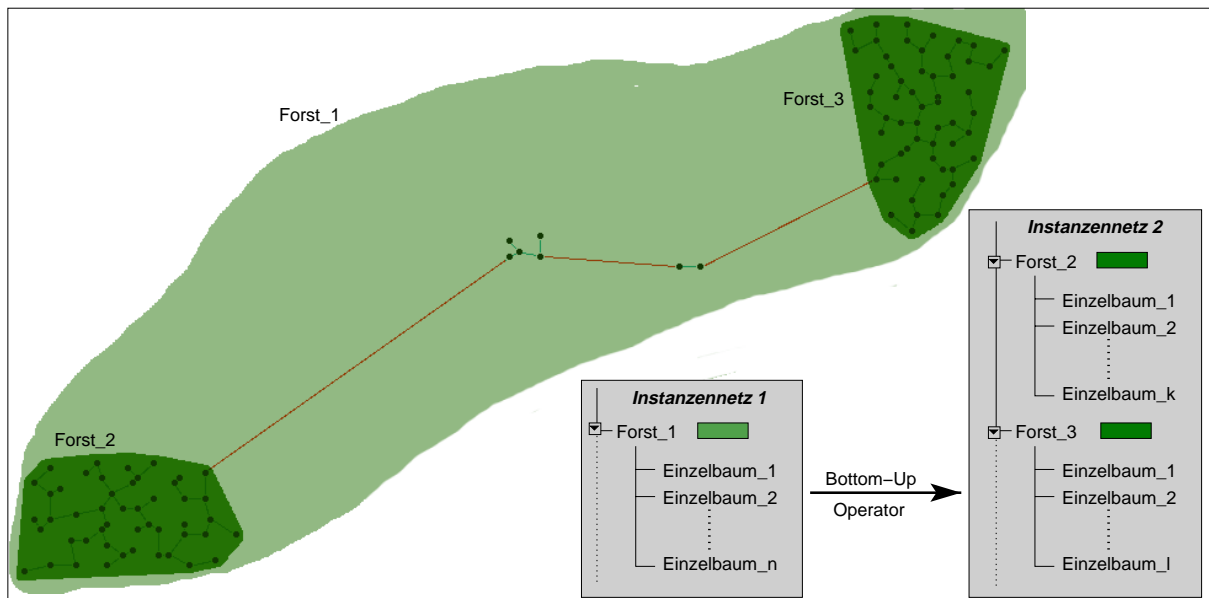 Forst_1
Forst_3
Forst_2
Instanzennetz 1
Forst_1
Einzelbaum_1
Einzelbaum_2
Einzelbaum_n
Bottom−Up
Operator
Instanzennetz 2
Forst_2
Einzelbaum_1
Einzelbaum_2
Einzelbaum_k
Forst_3
Einzelbaum_1
Einzelbaum_2
Einzelbaum_l